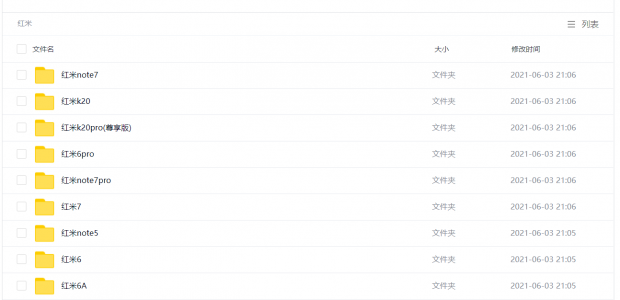 红米 列表
文件名 大小 修改时间
红米note7 文件夹 2021-06-03 21:06
红米k20 文件夹 2021-06-03 21:06
红米k20pro(尊享版) 文件夹 2021-06-03 21:06
红米6pro 文件夹 2021-06-03 21:06
红米note7pro 文件夹 2021-06-03 21:06
红米7 文件夹 2021-06-03 21:06
红米note5 文件夹 2021-06-03 21:05
红米6 文件夹 2021-06-03 21:05
红米6A 文件夹 2021-06-03 21:05